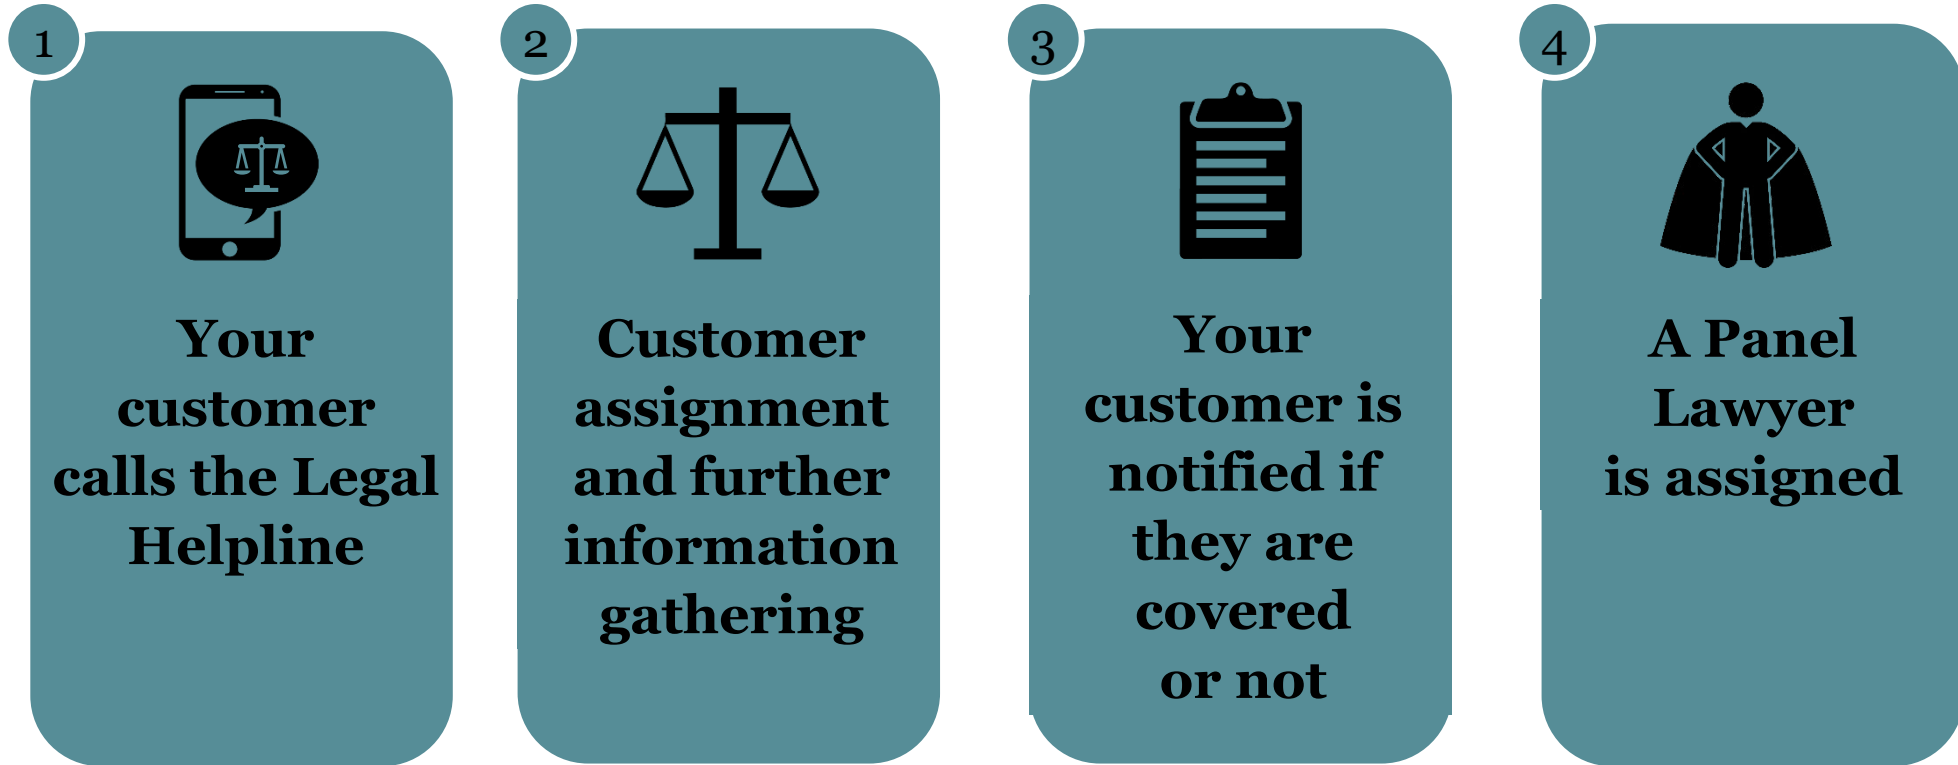 1
Your
customer
calls the Legal
Helpline
2
Customer
assignment
and further
information
gathering
3
Your
customer is
notified if
they are
covered
or not
4
A Panel
Lawyer
is assigned